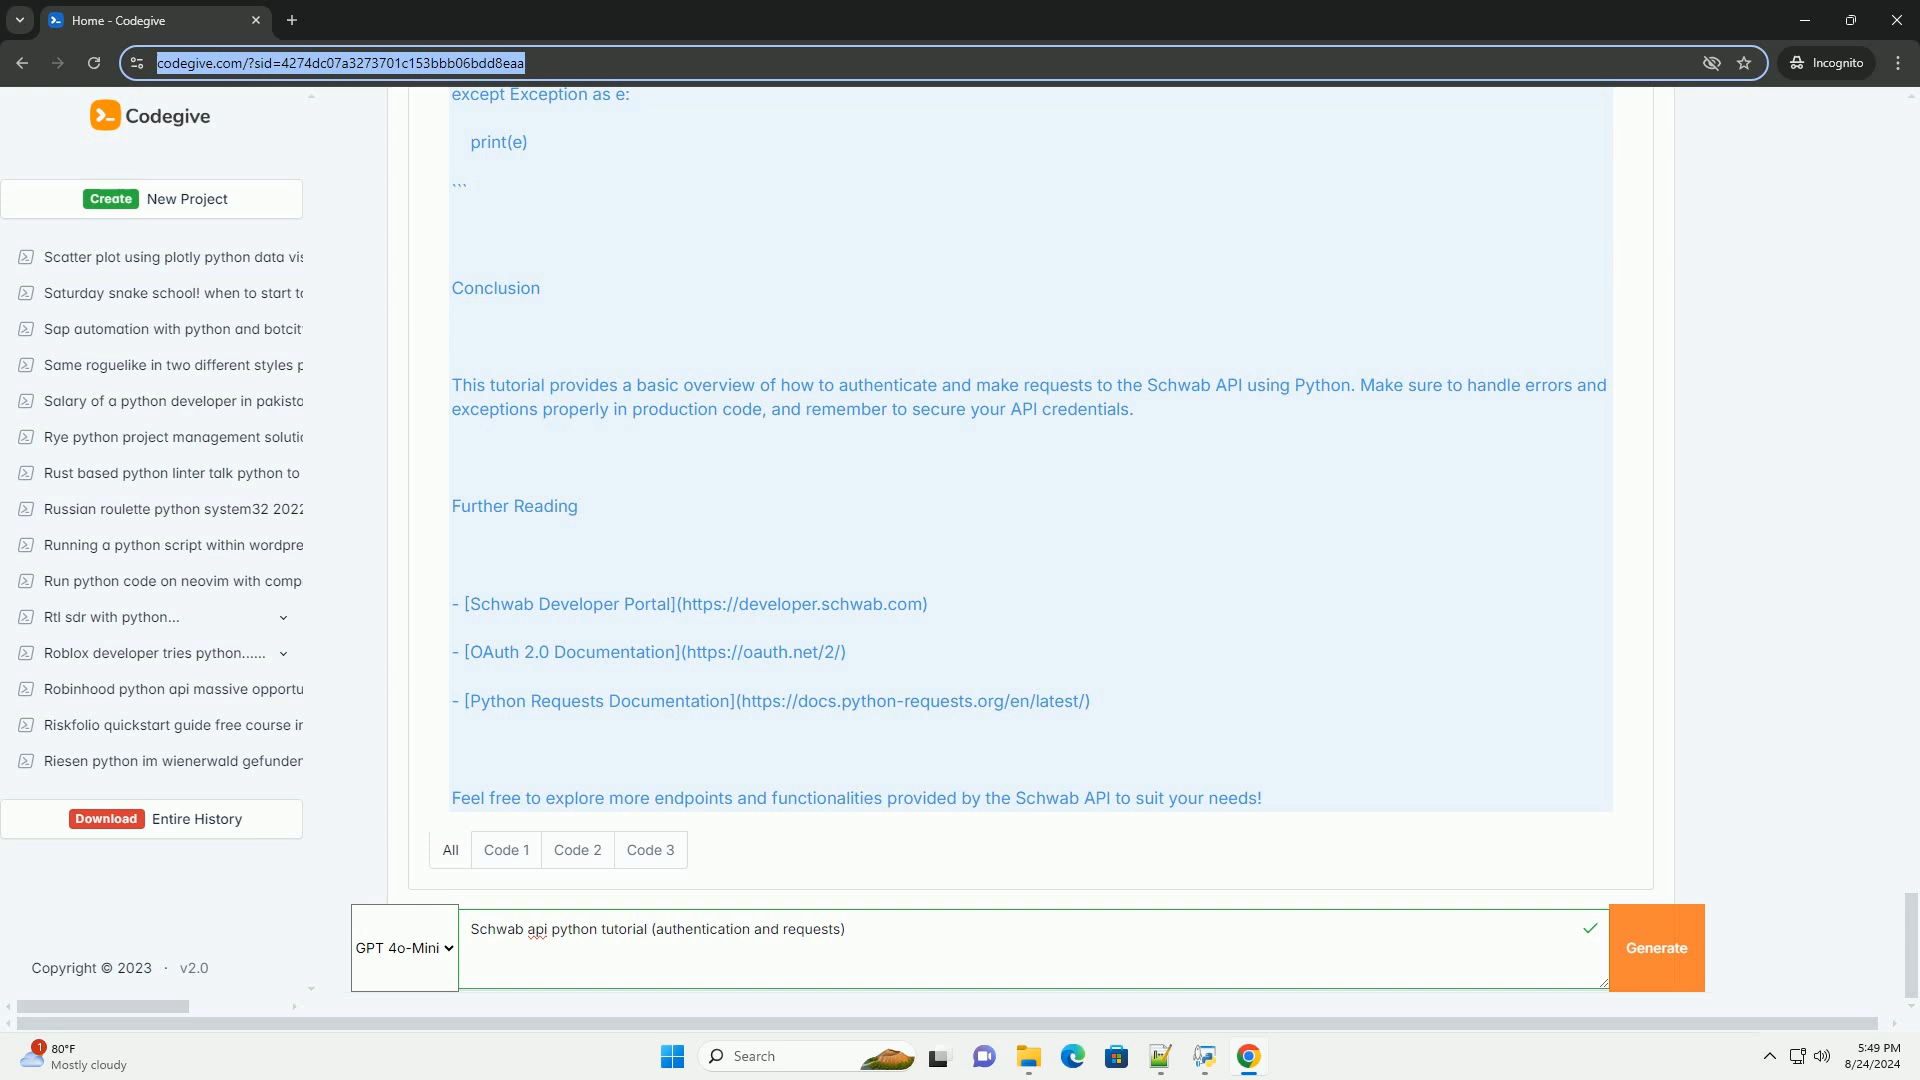 Home - Codegive
codegive.com/?sid=4274dc07a3273701c153bbb06bdd8eaa
Incognito
Codegive
Create New Project
Scatter plot using plotly python data vis
Saturday snake school! when to start to
Sap automation with python and botcit
Same roguelike in two different styles p
Salary of a python developer in pakista
Rye python project management soluti
Rust based python linter talk python to
Russian roulette python system32 2022
Running a python script within wordpre
Run python code on neovim with comp
Rtl sdr with python...
Roblox developer tries python......
Robinhood python api massive opportu
Riskfolio quickstart guide free course in
Riesen python im wienerwald gefunden
Download Entire History
Copyright © 2023 · v2.0
except Exception as e:
print(e)
```
Conclusion
This tutorial provides a basic overview of how to authenticate and make requests to the Schwab API using Python. Make sure to handle errors and
exceptions properly in production code, and remember to secure your API credentials.
Further Reading
- [Schwab Developer Portal](https://developer.schwab.com)
- [OAuth 2.0 Documentation](https://oauth.net/2/)
- [Python Requests Documentation](https://docs.python-requests.org/en/latest/)
Feel free to explore more endpoints and functionalities provided by the Schwab API to suit your needs!
All Code 1 Code 2 Code 3
GPT 4o-Mini
Schwab api python tutorial (authentication and requests)
Generate
1
80°F
Mostly cloudy
Search
5:49 PM
8/24/2024